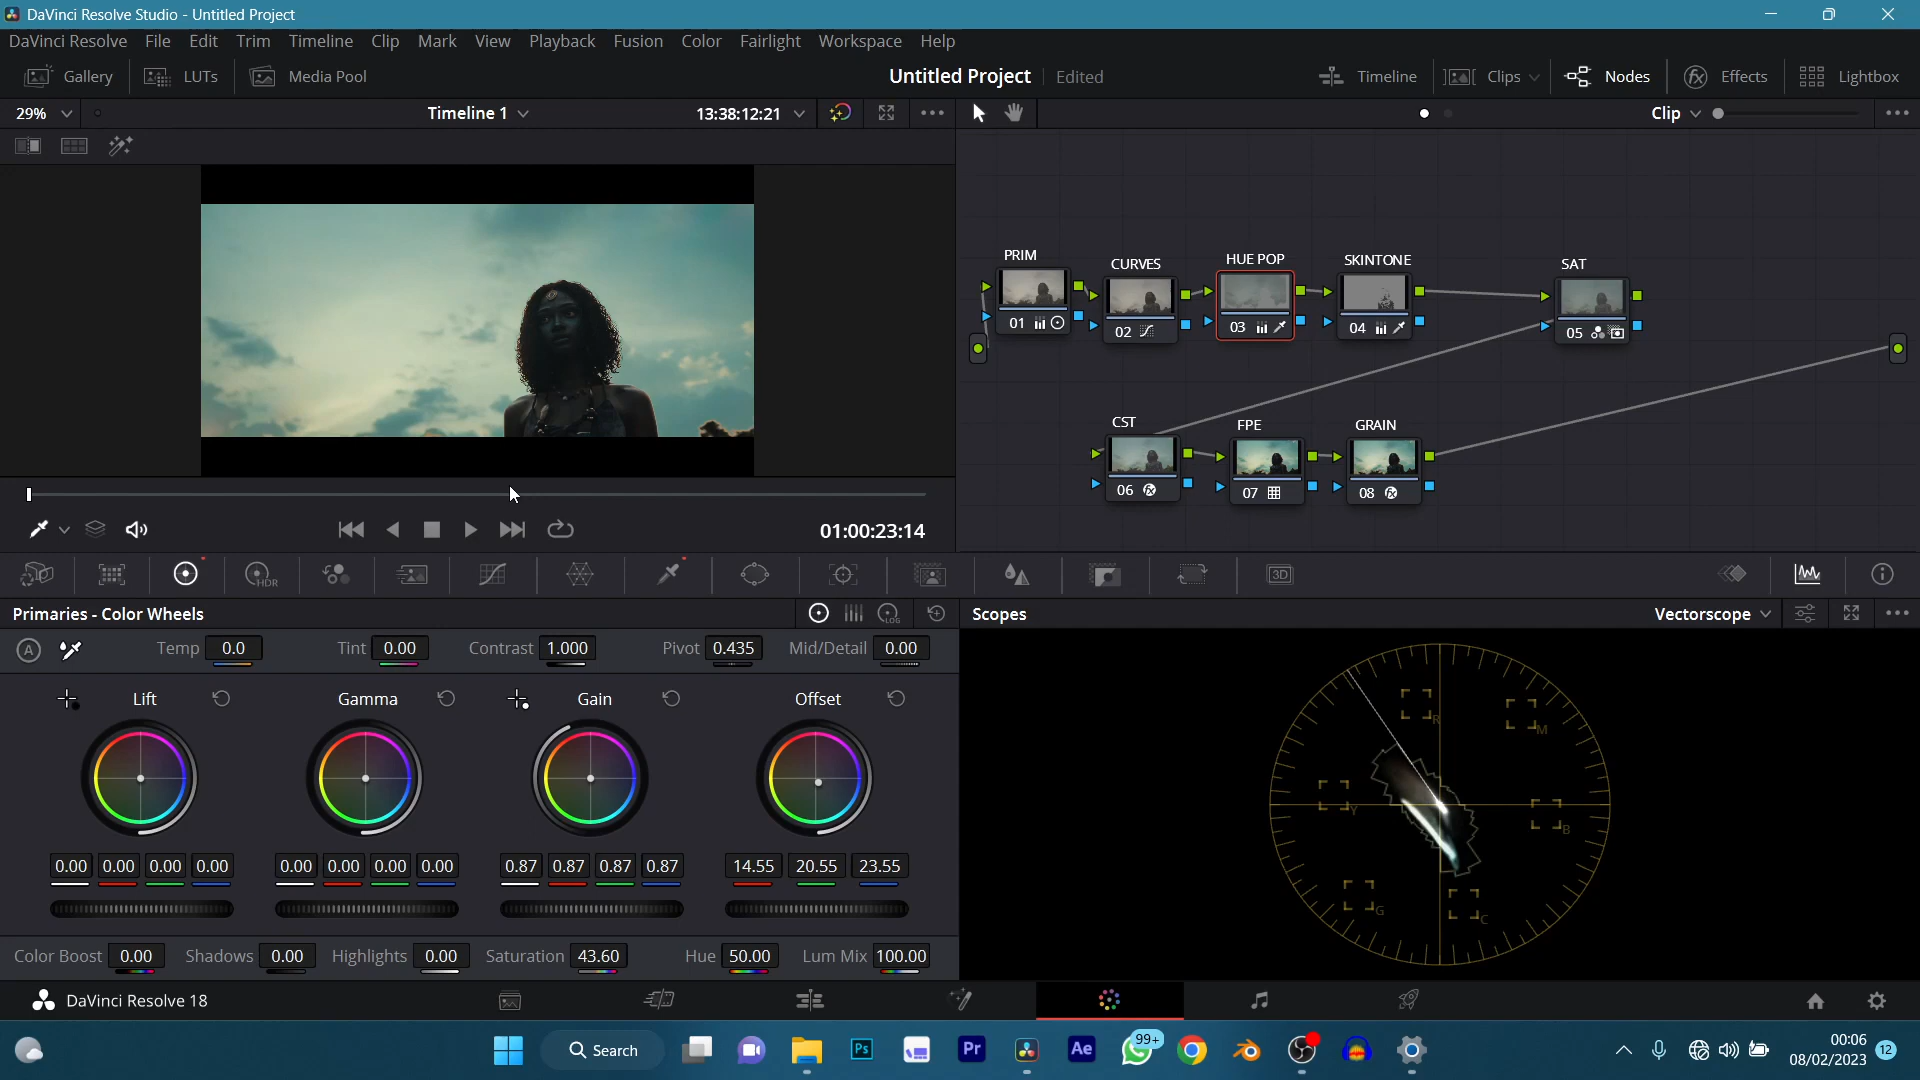 DaVinci Resolve Studio - Untitled Project
DaVinci Resolve File Edit Trim Timeline Clip Mark View Playback Fusion Color Fairlight Workspace Help
Gallery LUTs Media Pool Untitled Project Edited Timeline Clips Nodes Effects Lightbox
29% Timeline 1 13:38:12:21 Clip
PRIM CURVES HUE POP SKINTONE SAT
01 02 03 04 05
CST FPE GRAIN
06 07 08
01:00:23:14
HDR 3D
Primaries - Color Wheels LOG Scopes Vectorscope
A Temp 0.0 Tint 0.00 Contrast 1.000 Pivot 0.435 Mid/Detail 0.00
Lift Gamma Gain Offset
R M
Y B
G C
0.00 0.00 0.00 0.00 0.00 0.00 0.00 0.00 0.87 0.87 0.87 0.87 14.55 20.55 23.55
Color Boost 0.00 Shadows 0.00 Highlights 0.00 Saturation 43.60 Hue 50.00 Lum Mix 100.00
DaVinci Resolve 18
Search Ps Pr Ae 99+ 00:06
08/02/2023 12